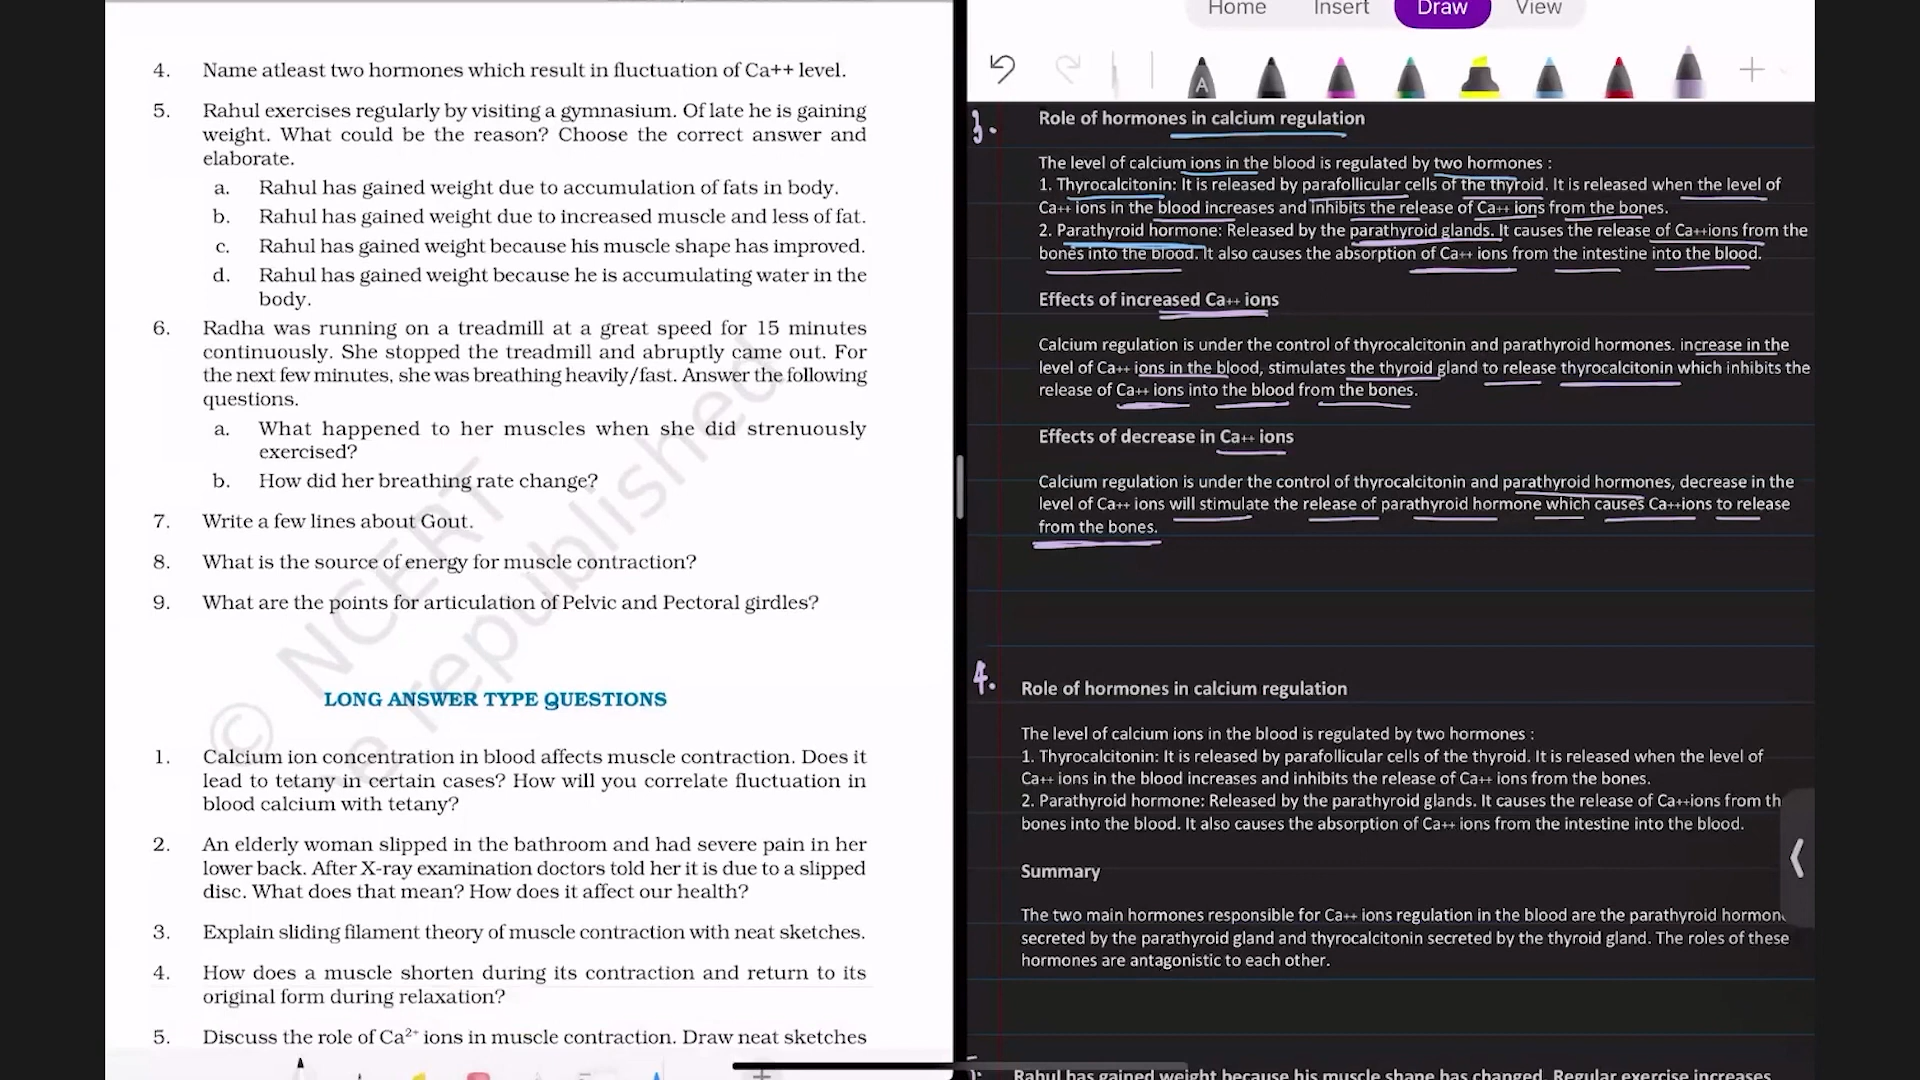 4. Name atleast two hormones which result in fluctuation of Ca++ level.
5. Rahul exercises regularly by visiting a gymnasium. Of late he is gaining
weight. What could be the reason? Choose the correct answer and
elaborate.
a. Rahul has gained weight due to accumulation of fats in body.
b. Rahul has gained weight due to increased muscle and less of fat.
c. Rahul has gained weight because his muscle shape has improved.
d. Rahul has gained weight because he is accumulating water in the
body.
6. Radha was running on a treadmill at a great speed for 15 minutes
continuously. She stopped the treadmill and abruptly came out. For
the next few minutes, she was breathing heavily/fast. Answer the following
questions.
a. What happened to her muscles when she did strenuously
exercised?
b. How did her breathing rate change?
7. Write a few lines about Gout.
8. What is the source of energy for muscle contraction?
9. What are the points for articulation of Pelvic and Pectoral girdles?
© NCERT
be republished
LONG ANSWER TYPE QUESTIONS
1. Calcium ion concentration in blood affects muscle contraction. Does it
lead to tetany in certain cases? How will you correlate fluctuation in
blood calcium with tetany?
2. An elderly woman slipped in the bathroom and had severe pain in her
lower back. After X-ray examination doctors told her it is due to a slipped
disc. What does that mean? How does it affect our health?
3. Explain sliding filament theory of muscle contraction with neat sketches.
4. How does a muscle shorten during its contraction and return to its
original form during relaxation?
5. Discuss the role of Ca²⁺ ions in muscle contraction. Draw neat sketches
Home Insert Draw View
A
3. Role of hormones in calcium regulation
The level of calcium ions in the blood is regulated by two hormones :
1. Thyrocalcitonin: It is released by parafollicular cells of the thyroid. It is released when the level of
Ca++ ions in the blood increases and inhibits the release of Ca++ ions from the bones.
2. Parathyroid hormone: Released by the parathyroid glands. It causes the release of Ca++ions from the
bones into the blood. It also causes the absorption of Ca++ ions from the intestine into the blood.
Effects of increased Ca++ ions
Calcium regulation is under the control of thyrocalcitonin and parathyroid hormones. increase in the
level of Ca++ ions in the blood, stimulates the thyroid gland to release thyrocalcitonin which inhibits the
release of Ca++ ions into the blood from the bones.
Effects of decrease in Ca++ ions
Calcium regulation is under the control of thyrocalcitonin and parathyroid hormones, decrease in the
level of Ca++ ions will stimulate the release of parathyroid hormone which causes Ca++ions to release
from the bones.
4. Role of hormones in calcium regulation
The level of calcium ions in the blood is regulated by two hormones :
1. Thyrocalcitonin: It is released by parafollicular cells of the thyroid. It is released when the level of
Ca++ ions in the blood increases and inhibits the release of Ca++ ions from the bones.
2. Parathyroid hormone: Released by the parathyroid glands. It causes the release of Ca++ions from th
bones into the blood. It also causes the absorption of Ca++ ions from the intestine into the blood.
Summary
The two main hormones responsible for Ca++ ions regulation in the blood are the parathyroid hormon
secreted by the parathyroid gland and thyrocalcitonin secreted by the thyroid gland. The roles of these
hormones are antagonistic to each other.
Rahul has gained weight because his muscle shape has changed. Regular exercise increases